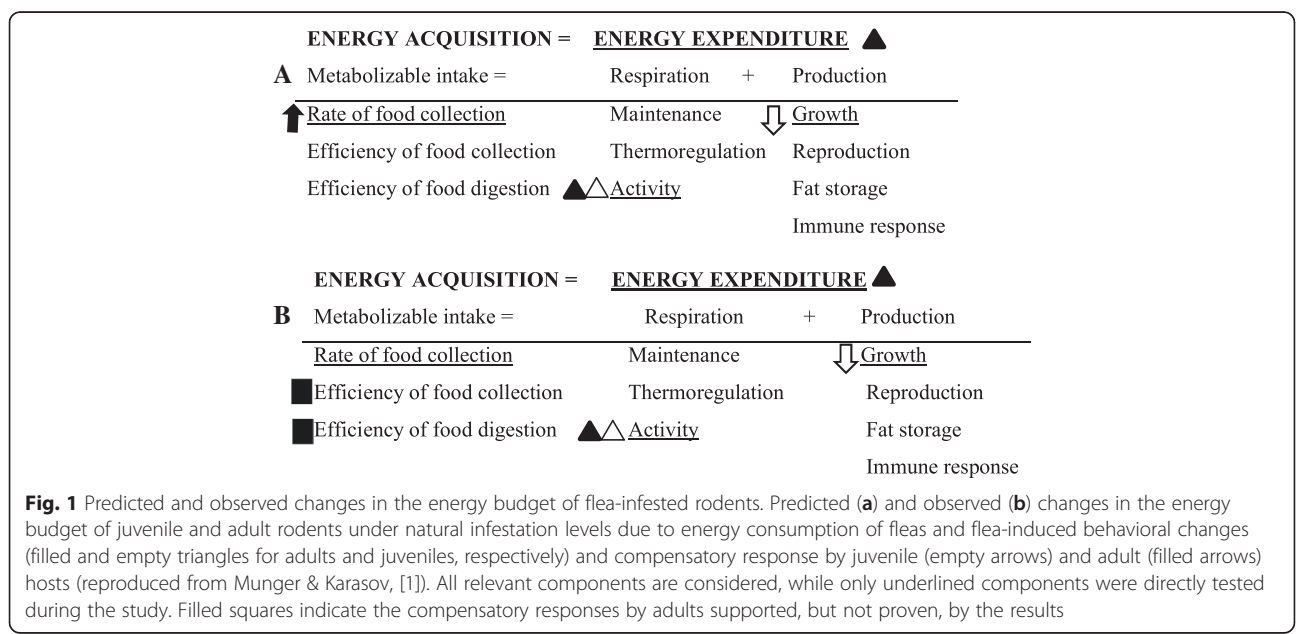 ENERGY ACQUISITION = ENERGY EXPENDITURE
A Metabolizable intake = Respiration + Production
Rate of food collection Maintenance Growth
Efficiency of food collection Thermoregulation Reproduction
Efficiency of food digestion Activity Fat storage
Immune response
ENERGY ACQUISITION = ENERGY EXPENDITURE
B Metabolizable intake = Respiration + Production
Rate of food collection Maintenance Growth
Efficiency of food collection Thermoregulation Reproduction
Efficiency of food digestion Activity Fat storage
Immune response
Fig. 1 Predicted and observed changes in the energy budget of flea-infested rodents. Predicted (a) and observed (b) changes in the energy
budget of juvenile and adult rodents under natural infestation levels due to energy consumption of fleas and flea-induced behavioral changes
(filled and empty triangles for adults and juveniles, respectively) and compensatory response by juvenile (empty arrows) and adult (filled arrows)
hosts (reproduced from Munger & Karasov, [1]). All relevant components are considered, while only underlined components were directly tested
during the study. Filled squares indicate the compensatory responses by adults supported, but not proven, by the results